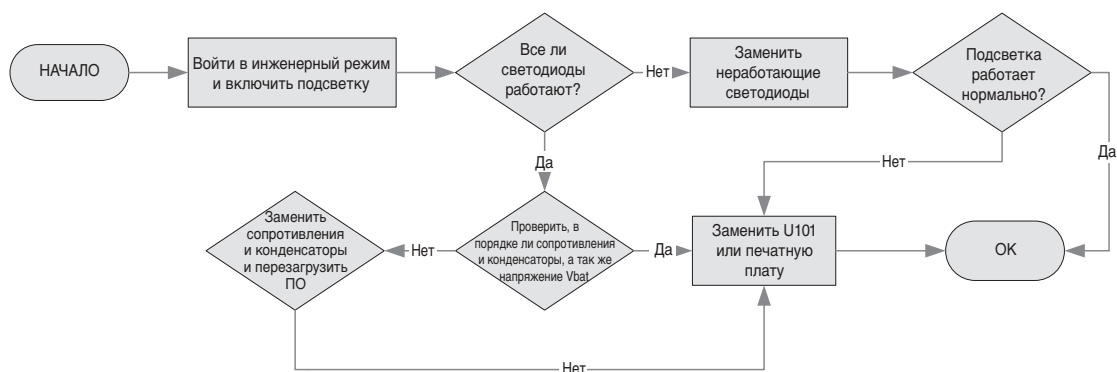 НАЧАЛО
Войти в инженерный режим
и включить подсветку
Все ли
светодиоды
работают?
Нет
Заменить
неработающие
светодиоды
Подсветка
работает
нормально?
Да
Нет
Да
Заменить
сопротивления
и конденсаторы
и перезагрузить
ПО
Нет
Проверить, в
порядке ли сопротивления
и конденсаторы, а так же
напряжение Vbat
Да
Заменить U101
или печатную
плату
OK
Нет